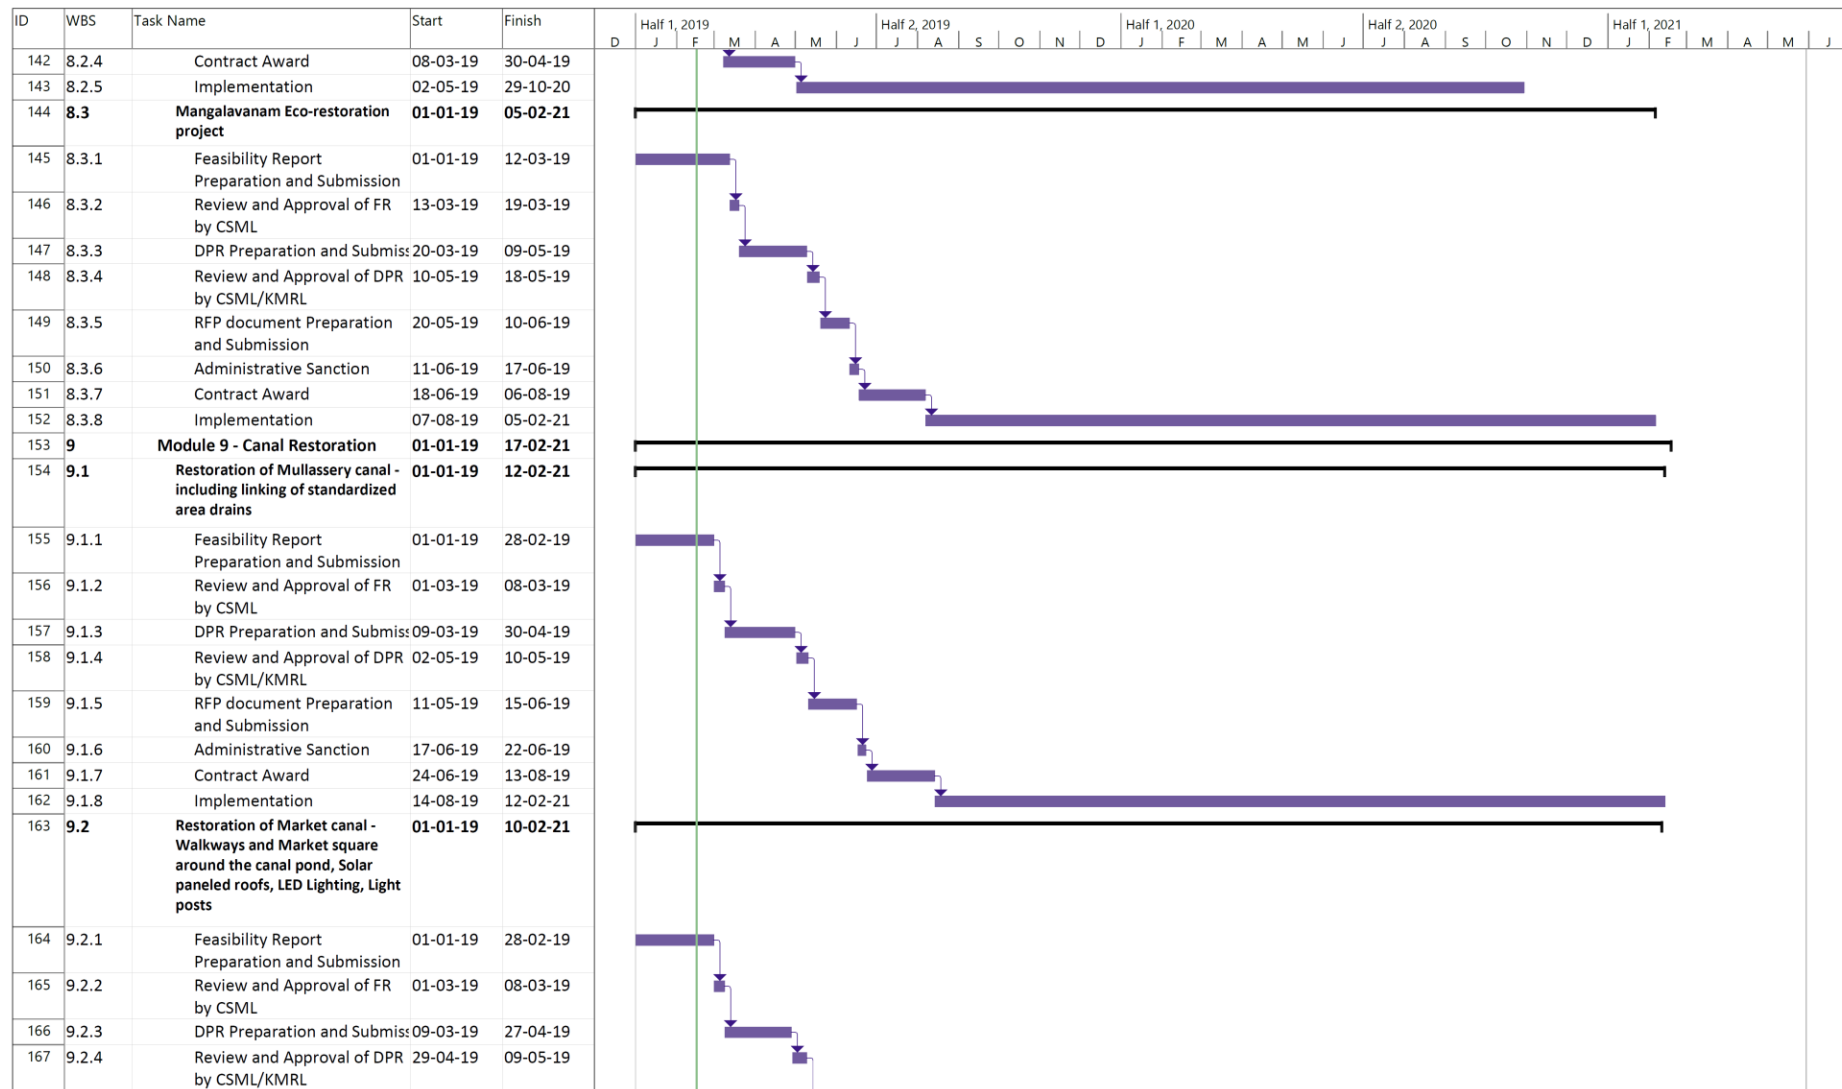 ID WBS Task Name Start Finish Half 1, 2019 Half 2, 2019 Half 1, 2020 Half 2, 2020 Half 1, 2021
D J F M A M J J A S O N D J F M A M J J A S O N D J F M A M J
142 8.2.4 Contract Award 08-03-19 30-04-19
143 8.2.5 Implementation 02-05-19 29-10-20
144 8.3 Mangalavanam Eco-restoration 01-01-19 05-02-21
project
145 8.3.1 Feasibility Report 01-01-19 12-03-19
Preparation and Submission
146 8.3.2 Review and Approval of FR 13-03-19 19-03-19
by CSML
147 8.3.3 DPR Preparation and Submiss 20-03-19 09-05-19
148 8.3.4 Review and Approval of DPR 10-05-19 18-05-19
by CSML/KMRL
149 8.3.5 RFP document Preparation 20-05-19 10-06-19
and Submission
150 8.3.6 Administrative Sanction 11-06-19 17-06-19
151 8.3.7 Contract Award 18-06-19 06-08-19
152 8.3.8 Implementation 07-08-19 05-02-21
153 9 Module 9 - Canal Restoration 01-01-19 17-02-21
154 9.1 Restoration of Mullassery canal - 01-01-19 12-02-21
including linking of standardized
area drains
155 9.1.1 Feasibility Report 01-01-19 28-02-19
Preparation and Submission
156 9.1.2 Review and Approval of FR 01-03-19 08-03-19
by CSML
157 9.1.3 DPR Preparation and Submiss 09-03-19 30-04-19
158 9.1.4 Review and Approval of DPR 02-05-19 10-05-19
by CSML/KMRL
159 9.1.5 RFP document Preparation 11-05-19 15-06-19
and Submission
160 9.1.6 Administrative Sanction 17-06-19 22-06-19
161 9.1.7 Contract Award 24-06-19 13-08-19
162 9.1.8 Implementation 14-08-19 12-02-21
163 9.2 Restoration of Market canal - 01-01-19 10-02-21
Walkways and Market square
around the canal pond, Solar
paneled roofs, LED Lighting, Light
posts
164 9.2.1 Feasibility Report 01-01-19 28-02-19
Preparation and Submission
165 9.2.2 Review and Approval of FR 01-03-19 08-03-19
by CSML
166 9.2.3 DPR Preparation and Submiss 09-03-19 27-04-19
167 9.2.4 Review and Approval of DPR 29-04-19 09-05-19
by CSML/KMRL